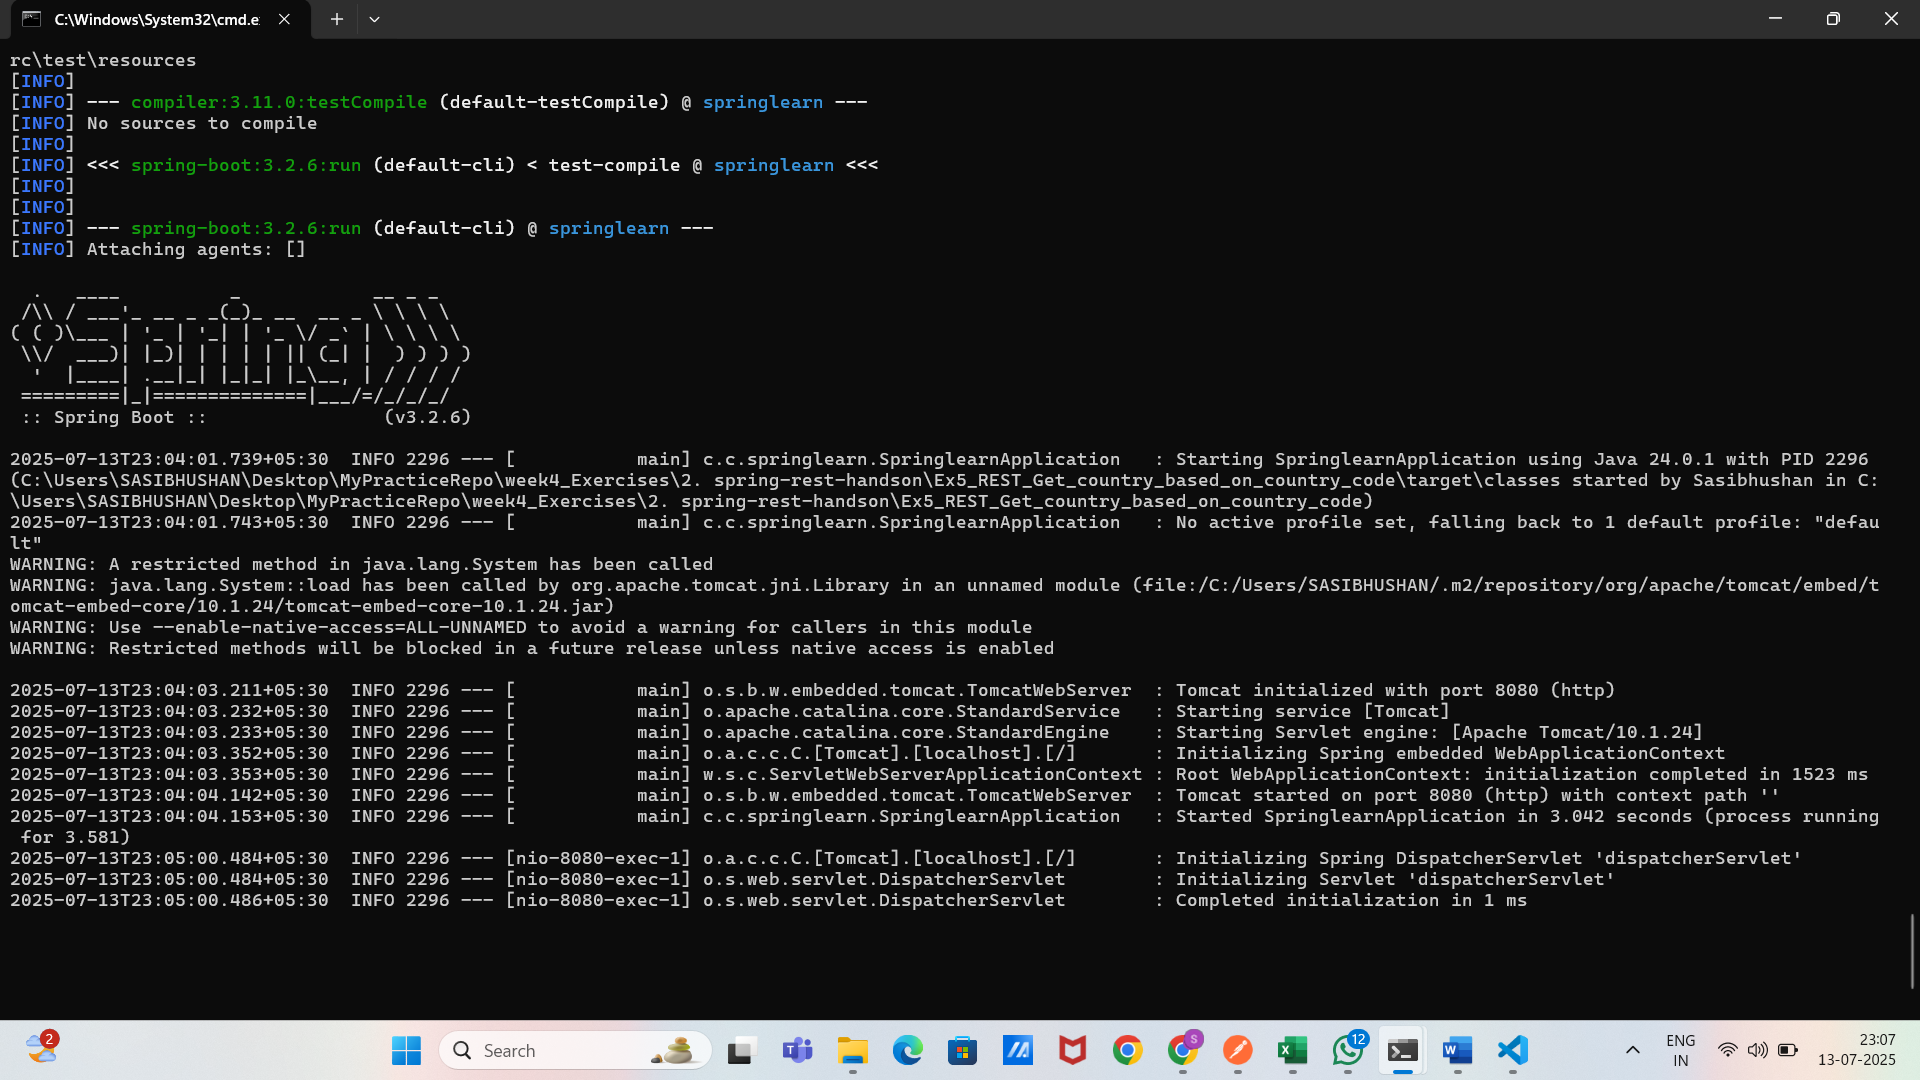 C:\Windows\System32\cmd.e
rc\test\resources
[INFO]
[INFO] --- compiler:3.11.0:testCompile (default-testCompile) @ springlearn ---
[INFO] No sources to compile
[INFO]
[INFO] <<< spring-boot:3.2.6:run (default-cli) < test-compile @ springlearn <<<
[INFO]
[INFO]
[INFO] --- spring-boot:3.2.6:run (default-cli) @ springlearn ---
[INFO] Attaching agents: []
  .   ____          _            __ _ _
 /\\ / ___'_ __ _ _(_)_ __  __ _ \ \ \ \
( ( )\___ | '_ | '_| | '_ \/ _` | \ \ \ \
 \\/  ___)| |_)| | | | | || (_| |  ) ) ) )
  '  |____| .__|_| |_|_| |_\__, | / / / /
 =========|_|==============|___/=/_/_/_/
 :: Spring Boot ::                (v3.2.6)
2025-07-13T23:04:01.739+05:30  INFO 2296 --- [           main] c.c.springlearn.SpringlearnApplication   : Starting SpringlearnApplication using Java 24.0.1 with PID 2296
(C:\Users\SASIBHUSHAN\Desktop\MyPracticeRepo\week4_Exercises\2. spring-rest-handson\Ex5_REST_Get_country_based_on_country_code\target\classes started by Sasibhushan in C:
\Users\SASIBHUSHAN\Desktop\MyPracticeRepo\week4_Exercises\2. spring-rest-handson\Ex5_REST_Get_country_based_on_country_code)
2025-07-13T23:04:01.743+05:30  INFO 2296 --- [           main] c.c.springlearn.SpringlearnApplication   : No active profile set, falling back to 1 default profile: "defau
lt"
WARNING: A restricted method in java.lang.System has been called
WARNING: java.lang.System::load has been called by org.apache.tomcat.jni.Library in an unnamed module (file:/C:/Users/SASIBHUSHAN/.m2/repository/org/apache/tomcat/embed/t
omcat-embed-core/10.1.24/tomcat-embed-core-10.1.24.jar)
WARNING: Use --enable-native-access=ALL-UNNAMED to avoid a warning for callers in this module
WARNING: Restricted methods will be blocked in a future release unless native access is enabled
2025-07-13T23:04:03.211+05:30  INFO 2296 --- [           main] o.s.b.w.embedded.tomcat.TomcatWebServer  : Tomcat initialized with port 8080 (http)
2025-07-13T23:04:03.232+05:30  INFO 2296 --- [           main] o.apache.catalina.core.StandardService   : Starting service [Tomcat]
2025-07-13T23:04:03.233+05:30  INFO 2296 --- [           main] o.apache.catalina.core.StandardEngine    : Starting Servlet engine: [Apache Tomcat/10.1.24]
2025-07-13T23:04:03.352+05:30  INFO 2296 --- [           main] o.a.c.c.C.[Tomcat].[localhost].[/]       : Initializing Spring embedded WebApplicationContext
2025-07-13T23:04:03.353+05:30  INFO 2296 --- [           main] w.s.c.ServletWebServerApplicationContext : Root WebApplicationContext: initialization completed in 1523 ms
2025-07-13T23:04:04.142+05:30  INFO 2296 --- [           main] o.s.b.w.embedded.tomcat.TomcatWebServer  : Tomcat started on port 8080 (http) with context path ''
2025-07-13T23:04:04.153+05:30  INFO 2296 --- [           main] c.c.springlearn.SpringlearnApplication   : Started SpringlearnApplication in 3.042 seconds (process running
 for 3.581)
2025-07-13T23:05:00.484+05:30  INFO 2296 --- [nio-8080-exec-1] o.a.c.c.C.[Tomcat].[localhost].[/]       : Initializing Spring DispatcherServlet 'dispatcherServlet'
2025-07-13T23:05:00.484+05:30  INFO 2296 --- [nio-8080-exec-1] o.s.web.servlet.DispatcherServlet        : Initializing Servlet 'dispatcherServlet'
2025-07-13T23:05:00.486+05:30  INFO 2296 --- [nio-8080-exec-1] o.s.web.servlet.DispatcherServlet        : Completed initialization in 1 ms
2
Search
S
12
ENG
IN
23:07
13-07-2025